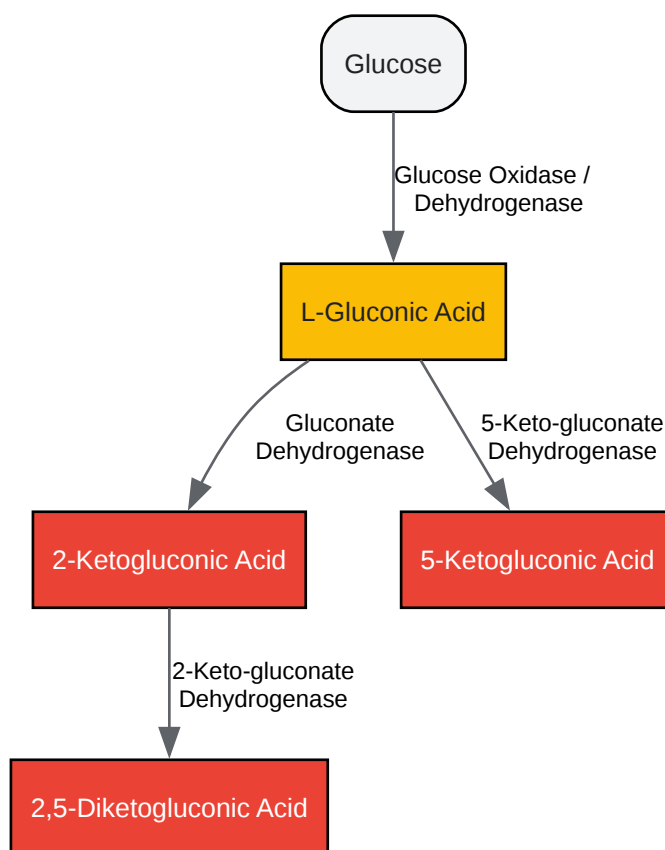 Glucose
Glucose Oxidase /
Dehydrogenase
L-Gluconic Acid
Gluconate
Dehydrogenase
5-Keto-gluconate
Dehydrogenase
2-Ketogluconic Acid
5-Ketogluconic Acid
2-Keto-gluconate
Dehydrogenase
2,5-Diketogluconic Acid